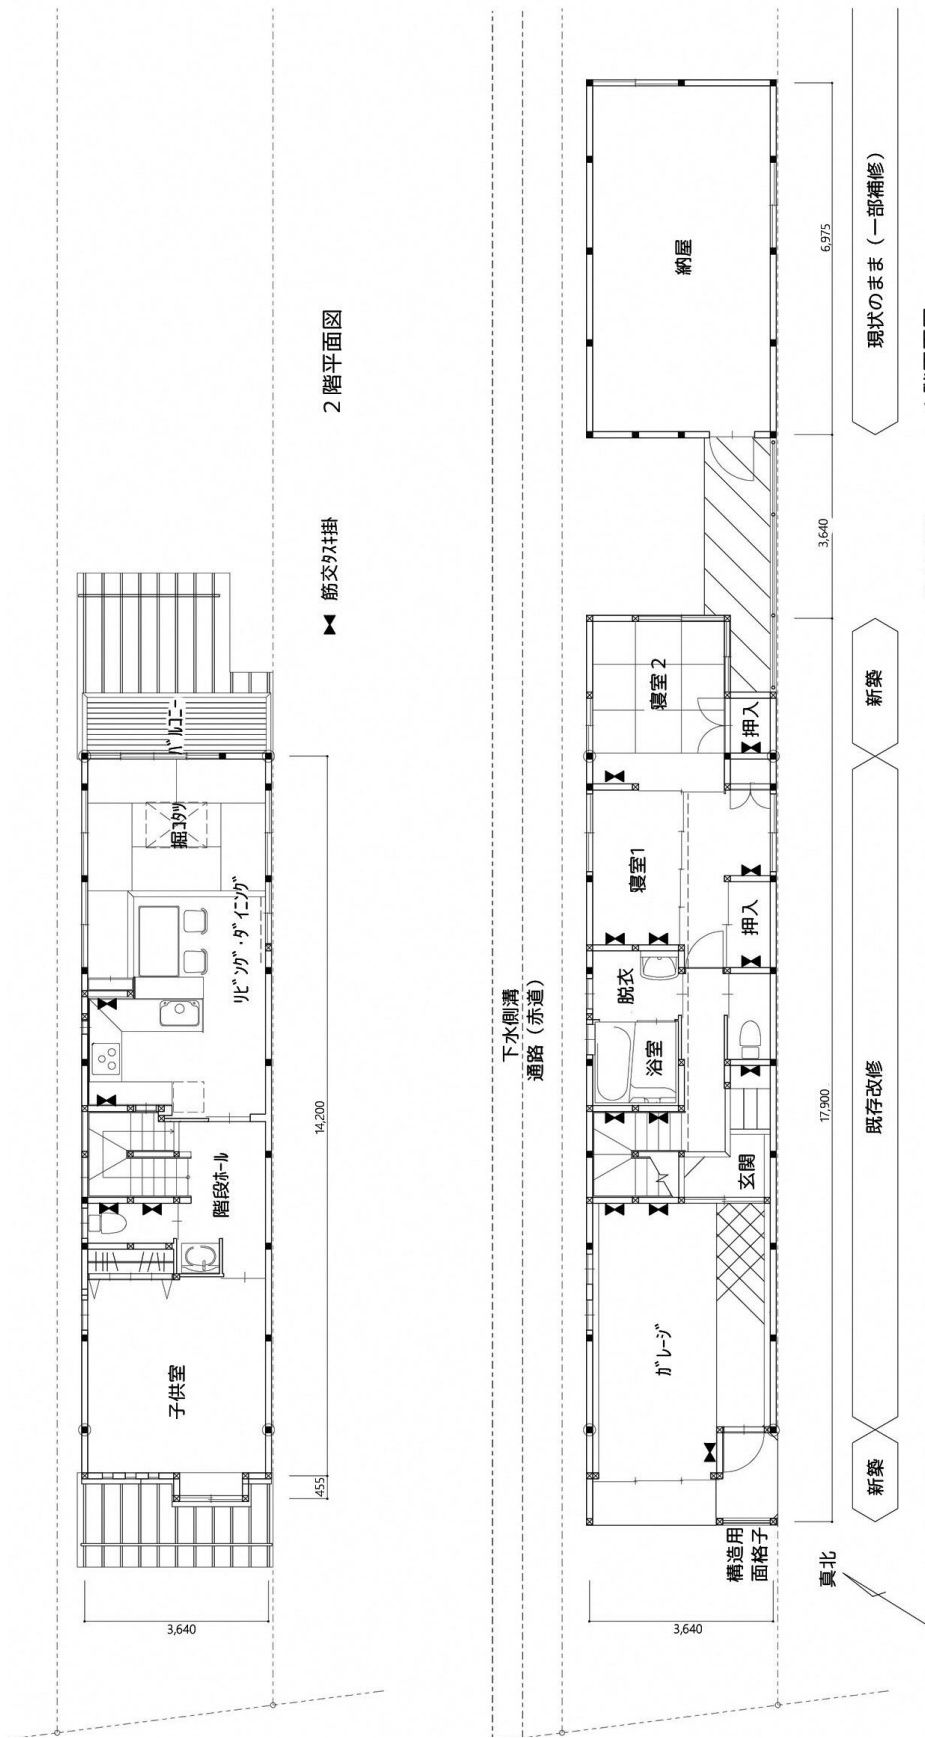 2階平面図
筋交タスキ掛
バルコニー
掘コタツ
リビング・ダイニング
階段ホール
子供室
14,200
455
3,640
下水側溝
通路（赤道）
納屋
寝室2
押入
寝室1
押入
脱衣
浴室
玄関
ガレージ
構造用
面格子
3,640
6,975
3,640
17,900
現状のまま（一部補修）
新築
既存改修
新築
真北